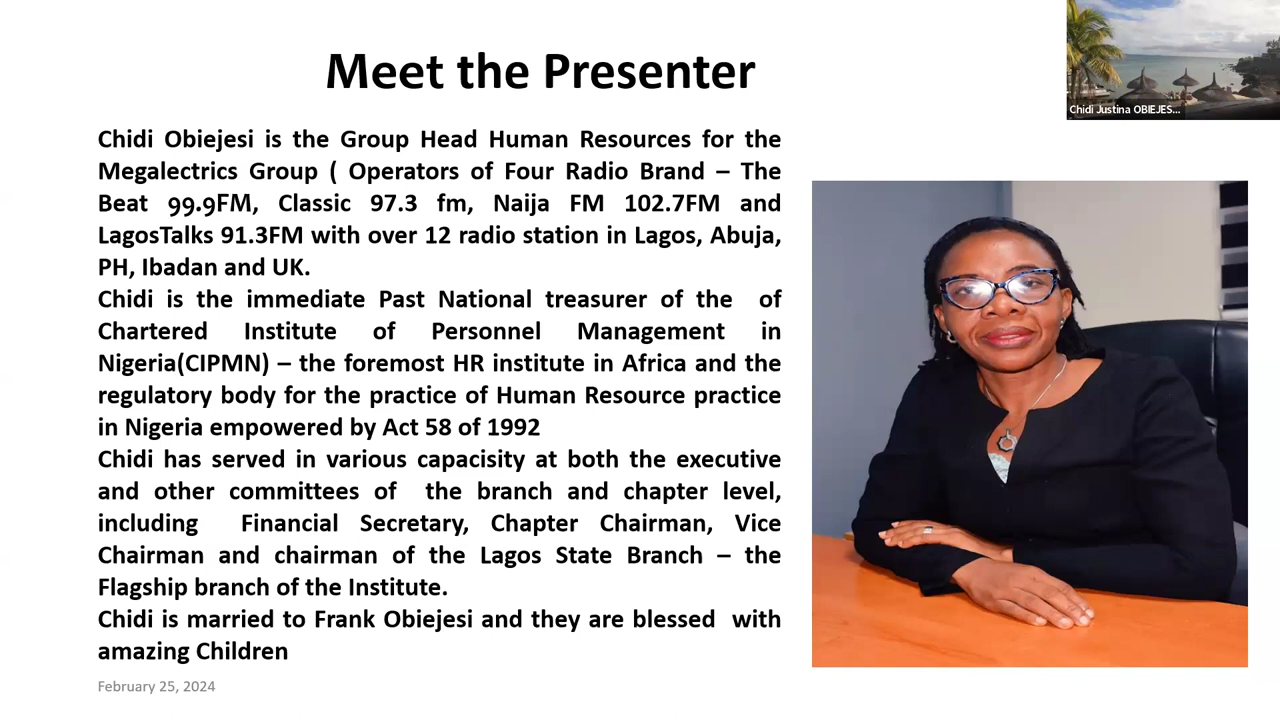 Meet the Presenter
Chidi Justina OBIEJES...
Chidi Obiejesi is the Group Head Human Resources for the
Megalectrics Group ( Operators of Four Radio Brand – The
Beat 99.9FM, Classic 97.3 fm, Naija FM 102.7FM and
LagosTalks 91.3FM with over 12 radio station in Lagos, Abuja,
PH, Ibadan and UK.
Chidi is the immediate Past National treasurer of the of
Chartered Institute of Personnel Management in
Nigeria(CIPMN) – the foremost HR institute in Africa and the
regulatory body for the practice of Human Resource practice
in Nigeria empowered by Act 58 of 1992
Chidi has served in various capacisity at both the executive
and other committees of the branch and chapter level,
including Financial Secretary, Chapter Chairman, Vice
Chairman and chairman of the Lagos State Branch – the
Flagship branch of the Institute.
Chidi is married to Frank Obiejesi and they are blessed with
amazing Children
February 25, 2024